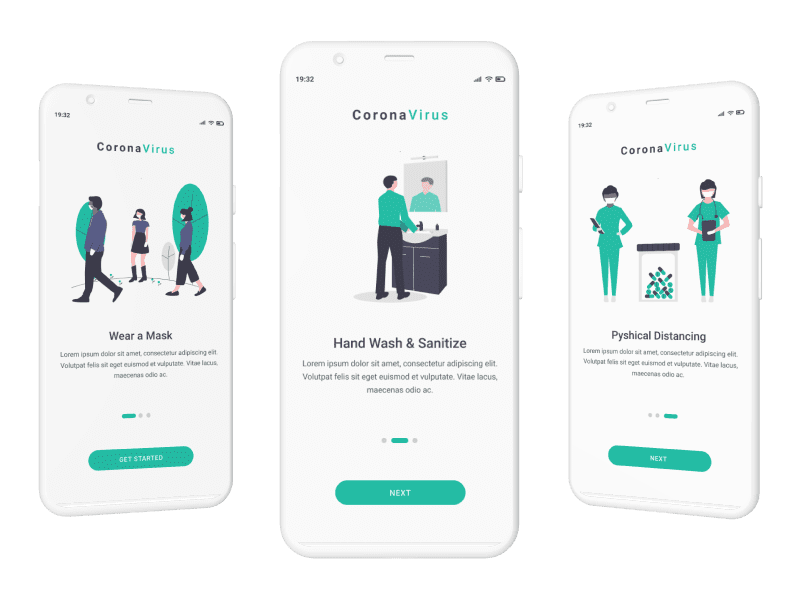 19:32
CoronaVirus
Wear a Mask
Lorem ipsum dolor sit amet, consectetur adipiscing elit.
Volutpat felis sit eget euismod et vulputate. Vitae lacus,
maecenas odio ac.
GET STARTED
19:32
CoronaVirus
Hand Wash & Sanitize
Lorem ipsum dolor sit amet, consectetur adipiscing elit.
Volutpat felis sit eget euismod et vulputate. Vitae lacus,
maecenas odio ac.
NEXT
19:32
CoronaVirus
Pyshical Distancing
Lorem ipsum dolor sit amet, consectetur adipiscing elit.
Volutpat felis sit eget euismod et vulputate. Vitae lacus,
maecenas odio ac.
NEXT